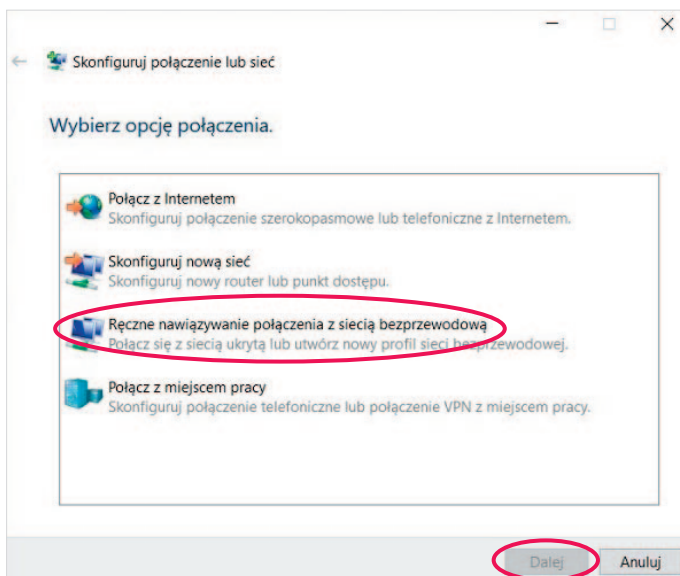 Skonfiguruj połączenie lub sieć
Wybierz opcję połączenia.
Połącz z Internetem
Skonfiguruj połączenie szerokopasmowe lub telefoniczne z Internetem.
Skonfiguruj nową sieć
Skonfiguruj nowy router lub punkt dostępu.
Ręczne nawiązywanie połączenia z siecią bezprzewodową
Połącz się z siecią ukrytą lub utwórz nowy profil sieci bezprzewodowej.
Połącz z miejscem pracy
Skonfiguruj połączenie telefoniczne lub połączenie VPN z miejscem pracy.
Dalej Anuluj